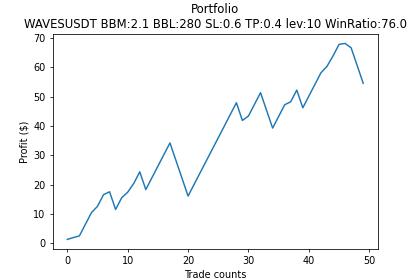 Portfolio
WAVESUSDT BBM:2.1 BBL:280 SL:0.6 TP:0.4 lev:10 WinRatio:76.0
70
60
50
40
30
20
10
0
Profit ($)
0 10 20 30 40 50
Trade counts